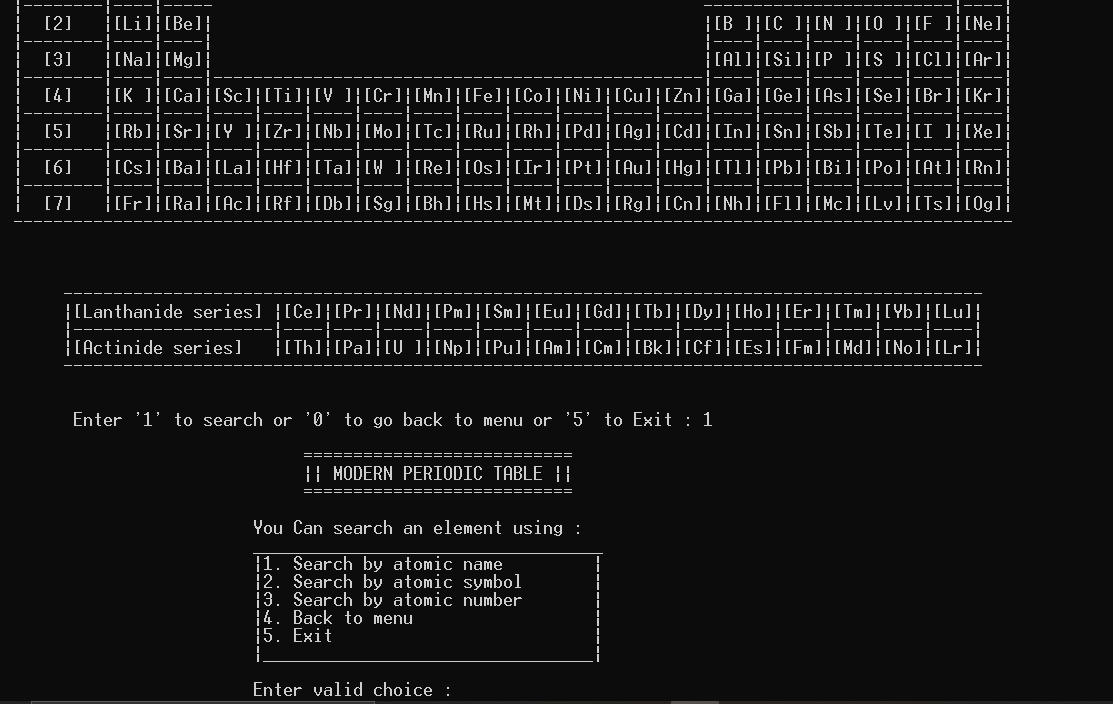 |  [2]   |[Li]|[Be]|                                                  |[B ]|[C ]|[N ]|[O ]|[F ]|[Ne]|
|  [3]   |[Na]|[Mg]|                                                  |[Al]|[Si]|[P ]|[S ]|[Cl]|[Ar]|
|  [4]   |[K ]|[Ca]|[Sc]|[Ti]|[V ]|[Cr]|[Mn]|[Fe]|[Co]|[Ni]|[Cu]|[Zn]|[Ga]|[Ge]|[As]|[Se]|[Br]|[Kr]|
|  [5]   |[Rb]|[Sr]|[Y ]|[Zr]|[Nb]|[Mo]|[Tc]|[Ru]|[Rh]|[Pd]|[Ag]|[Cd]|[In]|[Sn]|[Sb]|[Te]|[I ]|[Xe]|
|  [6]   |[Cs]|[Ba]|[La]|[Hf]|[Ta]|[W ]|[Re]|[Os]|[Ir]|[Pt]|[Au]|[Hg]|[Tl]|[Pb]|[Bi]|[Po]|[At]|[Rn]|
|  [7]   |[Fr]|[Ra]|[Ac]|[Rf]|[Db]|[Sg]|[Bh]|[Hs]|[Mt]|[Ds]|[Rg]|[Cn]|[Nh]|[Fl]|[Mc]|[Lv]|[Ts]|[Og]|
|[Lanthanide series] |[Ce]|[Pr]|[Nd]|[Pm]|[Sm]|[Eu]|[Gd]|[Tb]|[Dy]|[Ho]|[Er]|[Tm]|[Yb]|[Lu]|
|[Actinide series]   |[Th]|[Pa]|[U ]|[Np]|[Pu]|[Am]|[Cm]|[Bk]|[Cf]|[Es]|[Fm]|[Md]|[No]|[Lr]|
Enter '1' to search or '0' to go back to menu or '5' to Exit : 1
|| MODERN PERIODIC TABLE ||
You Can search an element using :
|1. Search by atomic name         |
|2. Search by atomic symbol       |
|3. Search by atomic number       |
|4. Back to menu                  |
|5. Exit                          |
Enter valid choice :